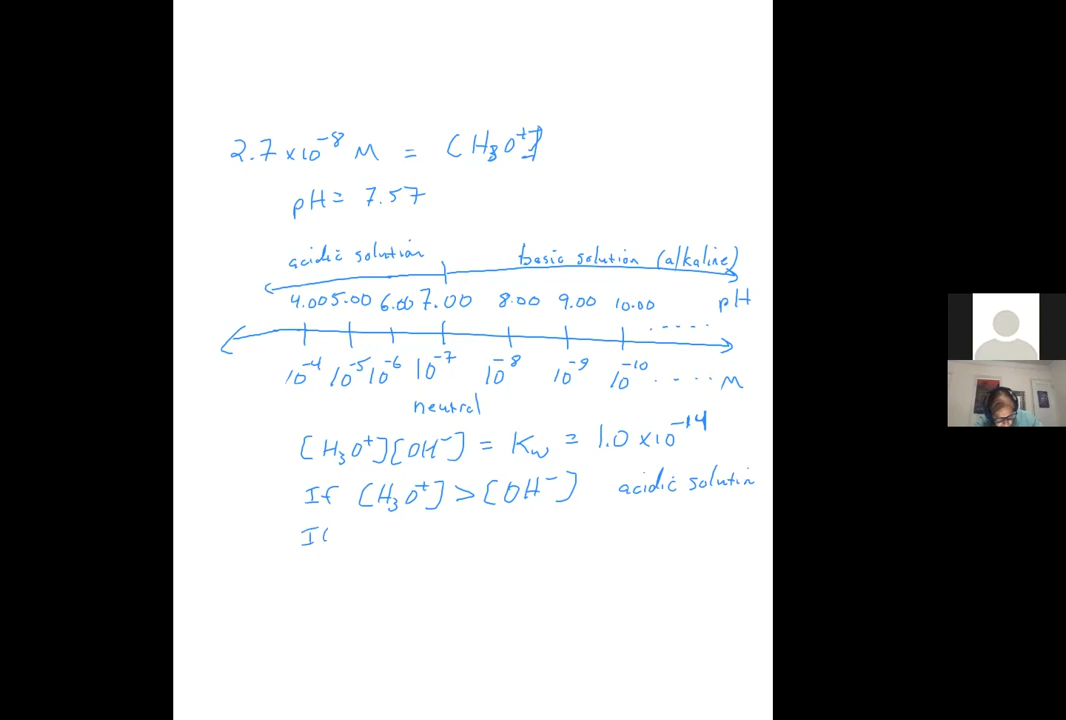 2.7 ×10⁻⁸ M = [H₃O⁺]
pH = 7.57
acidic solution basic solution (alkaline)
4.00 5.00 6.00 7.00 8.00 9.00 10.00 ..... pH
10⁻⁴ 10⁻⁵ 10⁻⁶ 10⁻⁷ 10⁻⁸ 10⁻⁹ 10⁻¹⁰ ..... M
neutral
[H₃O⁺][OH⁻] = Kw = 1.0 ×10⁻¹⁴
If [H₃O⁺] > [OH⁻] acidic solutin